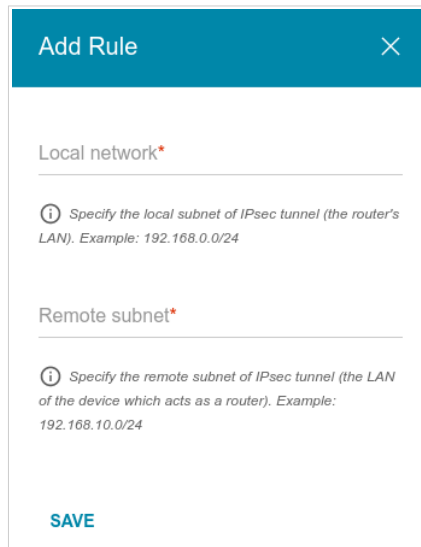 Add Rule
Local network*
Specify the local subnet of IPsec tunnel (the router's
LAN). Example: 192.168.0.0/24
Remote subnet*
Specify the remote subnet of IPsec tunnel (the LAN
of the device which acts as a router). Example:
192.168.10.0/24
SAVE